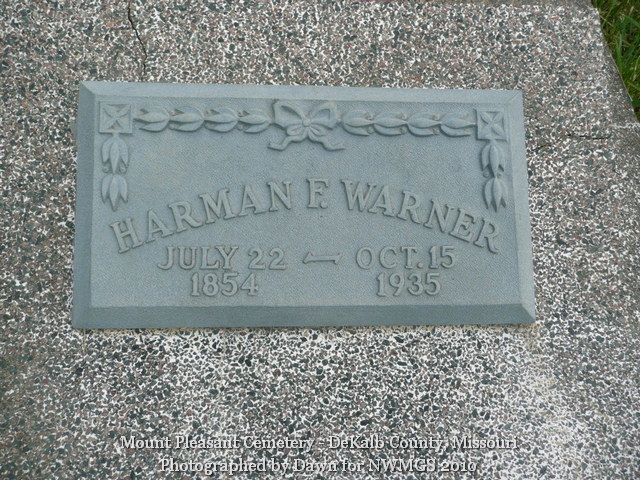 HARMAN F. WARNER
JULY 22 — OCT. 15
1854 1935
Mount Pleasant Cemetery - DeKalb County, Missouri
Photographed by Dawn for NWMGS 2010